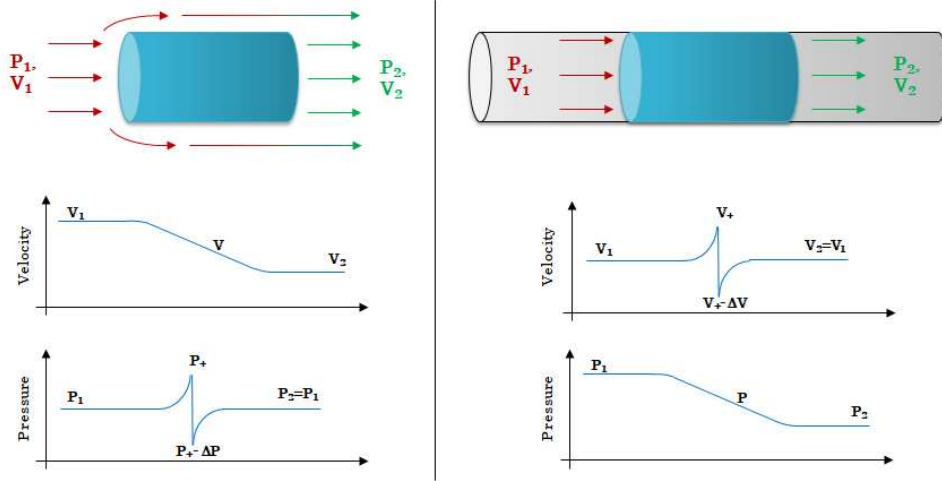 P₁,
V₁
P₂,
V₂
P₁,
V₁
P₂,
V₂
Velocity
V₁
V
V₂
Velocity
V₁
V₊
V₂=V₁
V₊-ΔV
Pressure
P₁
P₊
P₂=P₁
P₊-ΔP
Pressure
P₁
P
P₂